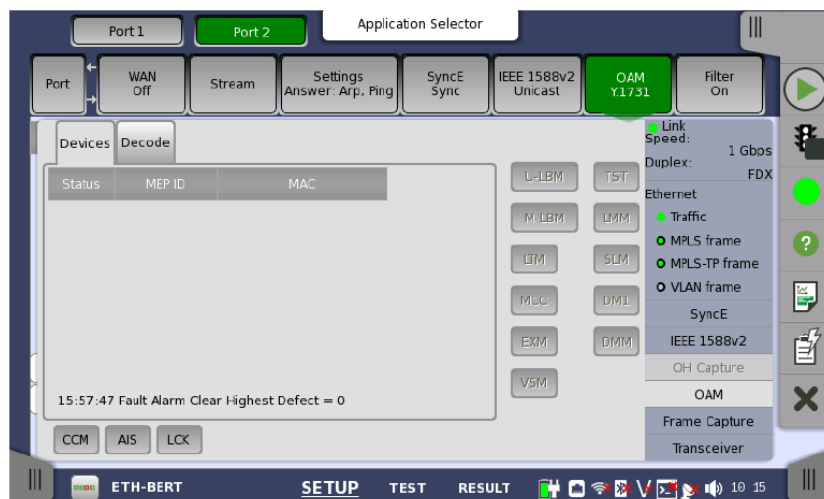 Application Selector
Port 1
Port 2
Port
WAN
Off
Stream
Settings
Answer: Arp, Ping
SyncE
Sync
IEEE 1588v2
Unicast
OAM
Y.1731
Filter
On
Devices
Decode
Status MEP ID MAC
15:57:47 Fault Alarm Clear Highest Defect = 0
CCM
AIS
LCK
U-LBM
TST
M LBM
LMM
LTM
SLM
MCC
DM1
EXM
DMM
VSM
Link
Speed:
1 Gbps
Duplex:
FDX
Ethernet
Traffic
MPLS frame
MPLS-TP frame
VLAN frame
SyncE
IEEE 1588v2
OH Capture
OAM
Frame Capture
Transceiver
ETH-BERT
SETUP
TEST
RESULT
10 15